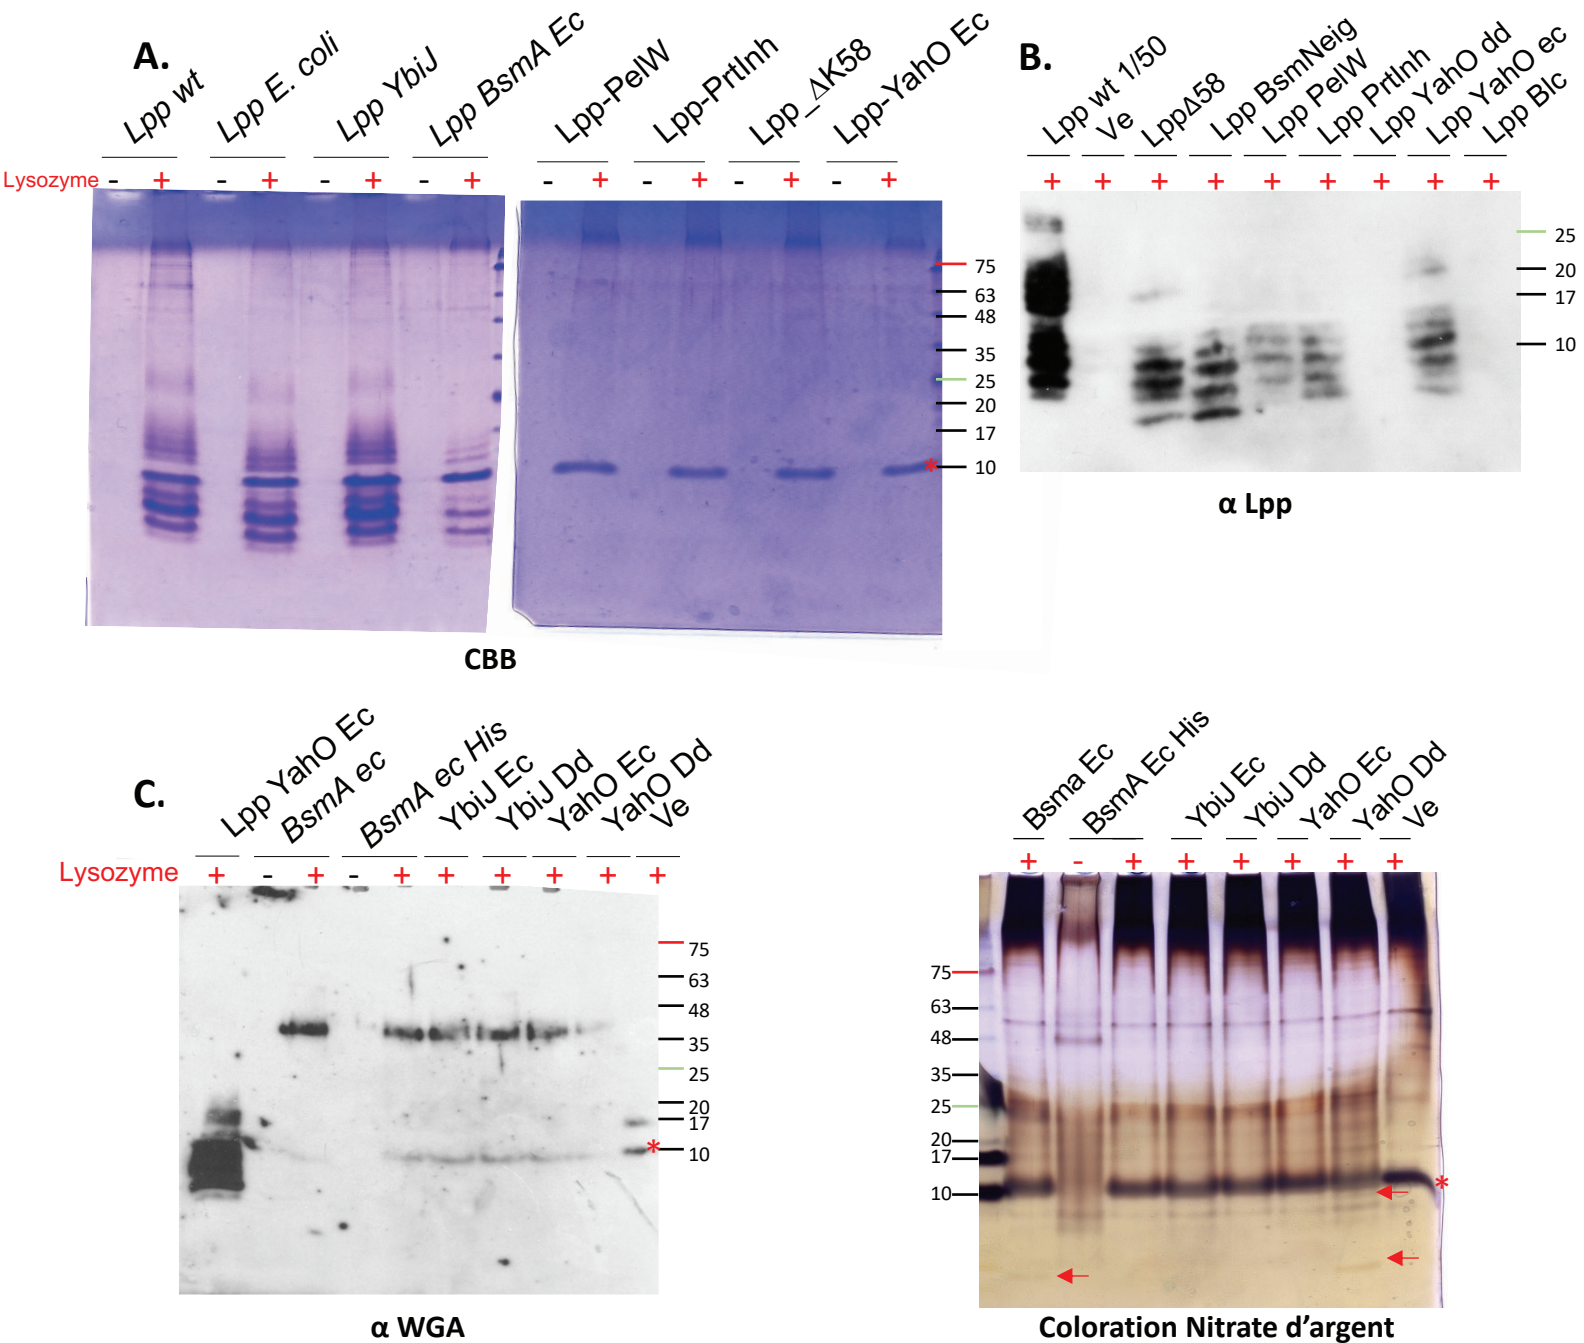 A.
Lpp wt
Lpp E. coli
Lpp YbiJ
Lpp BsmA Ec
Lpp-PelW
Lpp-PrtInh
Lpp_ΔK58
Lpp-YahO Ec
Lysozyme - + - + - + - +
- + - + - + - +
75
63
48
35
25
20
17
* 10
CBB
B.
Lpp wt 1/50
Ve
LppΔ58
Lpp BsmNeig
Lpp PelW
Lpp PrtInh
Lpp YahO dd
Lpp YahO ec
Lpp Blc
+ + + + + + + + +
25
20
17
10
α Lpp
C.
Lpp YahO Ec
BsmA ec
BsmA ec His
YbiJ Ec
YbiJ Dd
YahO Ec
YahO Dd
Ve
Lysozyme + - + - + + + + + +
75
63
48
35
25
20
17
* 10
α WGA
Bsma Ec
BsmA Ec His
YbiJ Ec
YbiJ Dd
YahO Ec
YahO Dd
Ve
+ - + + + + + +
75
63
48
35
25
20
17
10 *
Coloration Nitrate d'argent